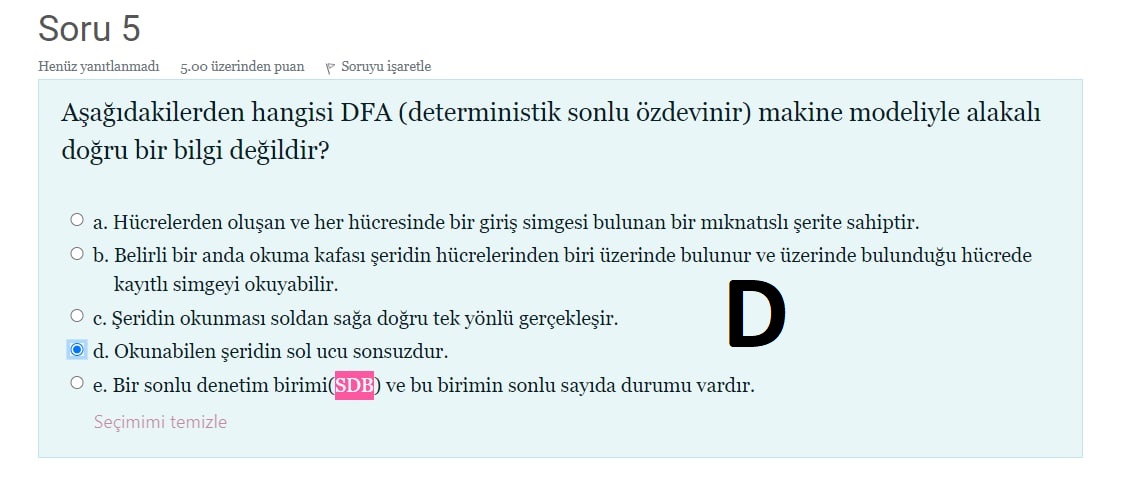 Soru 5
Henüz yanıtlanmadı 5.00 üzerinden puan Soruyu işaretle
Aşağıdakilerden hangisi DFA (deterministik sonlu özdevinir) makine modeliyle alakalı
doğru bir bilgi değildir?
a. Hücrelerden oluşan ve her hücresinde bir giriş simgesi bulunan bir mıknatıslı şerite sahiptir.
b. Belirli bir anda okuma kafası şeridin hücrelerinden biri üzerinde bulunur ve üzerinde bulunduğu hücrede
kayıtlı simgeyi okuyabilir.
c. Şeridin okunması soldan sağa doğru tek yönlü gerçekleşir.
D
d. Okunabilen şeridin sol ucu sonsuzdur.
e. Bir sonlu denetim birimi(SDB) ve bu birimin sonlu sayıda durumu vardır.
Seçimimi temizle